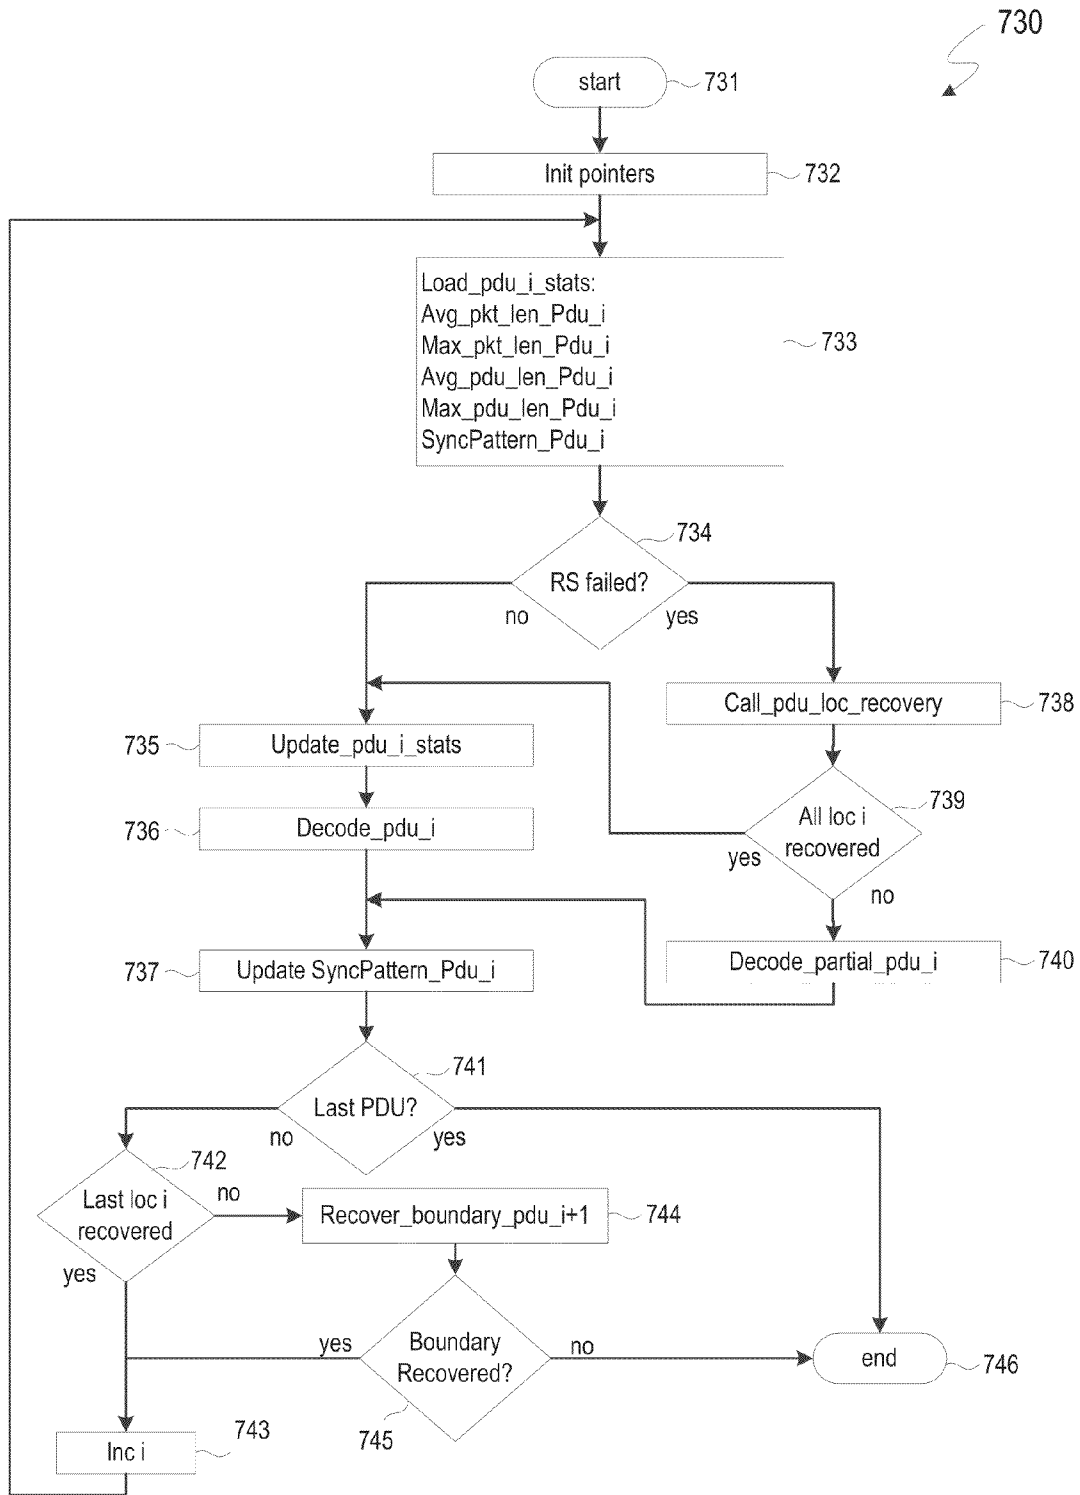 730
start
731
Init pointers
732
Load_pdu_i_stats:
Avg_pkt_len_Pdu_i
Max_pkt_len_Pdu_i
Avg_pdu_len_Pdu_i
Max_pdu_len_Pdu_i
SyncPattern_Pdu_i
733
734
RS failed?
no
yes
Call_pdu_loc_recovery
738
735
Update_pdu_i_stats
739
All loc i
recovered
yes
no
736
Decode_pdu_i
737
Update SyncPattern_Pdu_i
Decode_partial_pdu_i
740
741
Last PDU?
no
yes
742
Last loc i
recovered
no
yes
Recover_boundary_pdu_i+1
744
Boundary
Recovered?
yes
no
745
end
746
Inc i
743